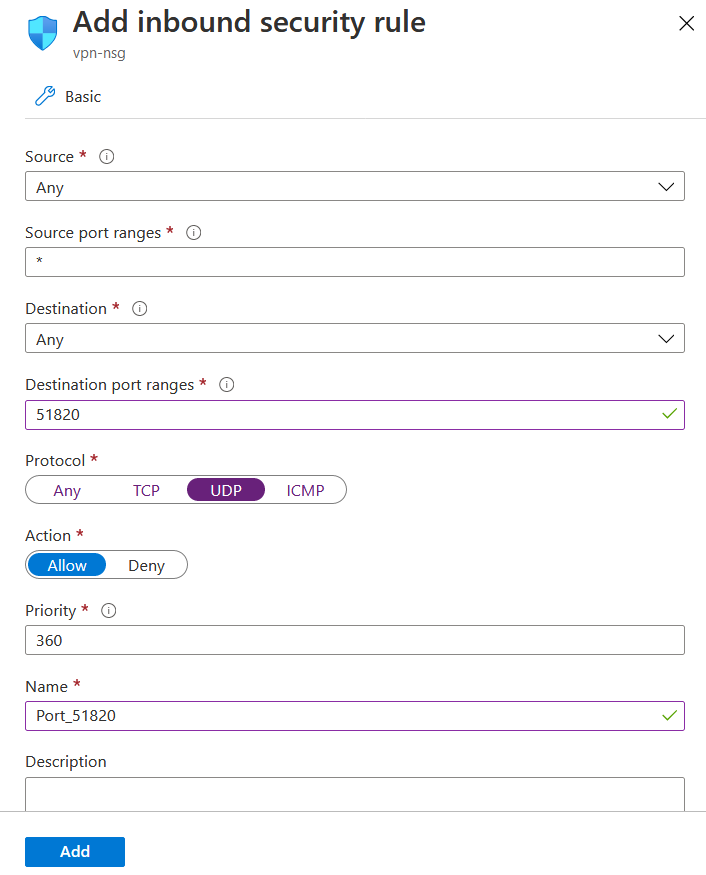 Add inbound security rule
vpn-nsg
Basic
Source *
Any
Source port ranges *
*
Destination *
Any
Destination port ranges *
51820
Protocol *
Any TCP UDP ICMP
Action *
Allow Deny
Priority *
360
Name *
Port_51820
Description
Add